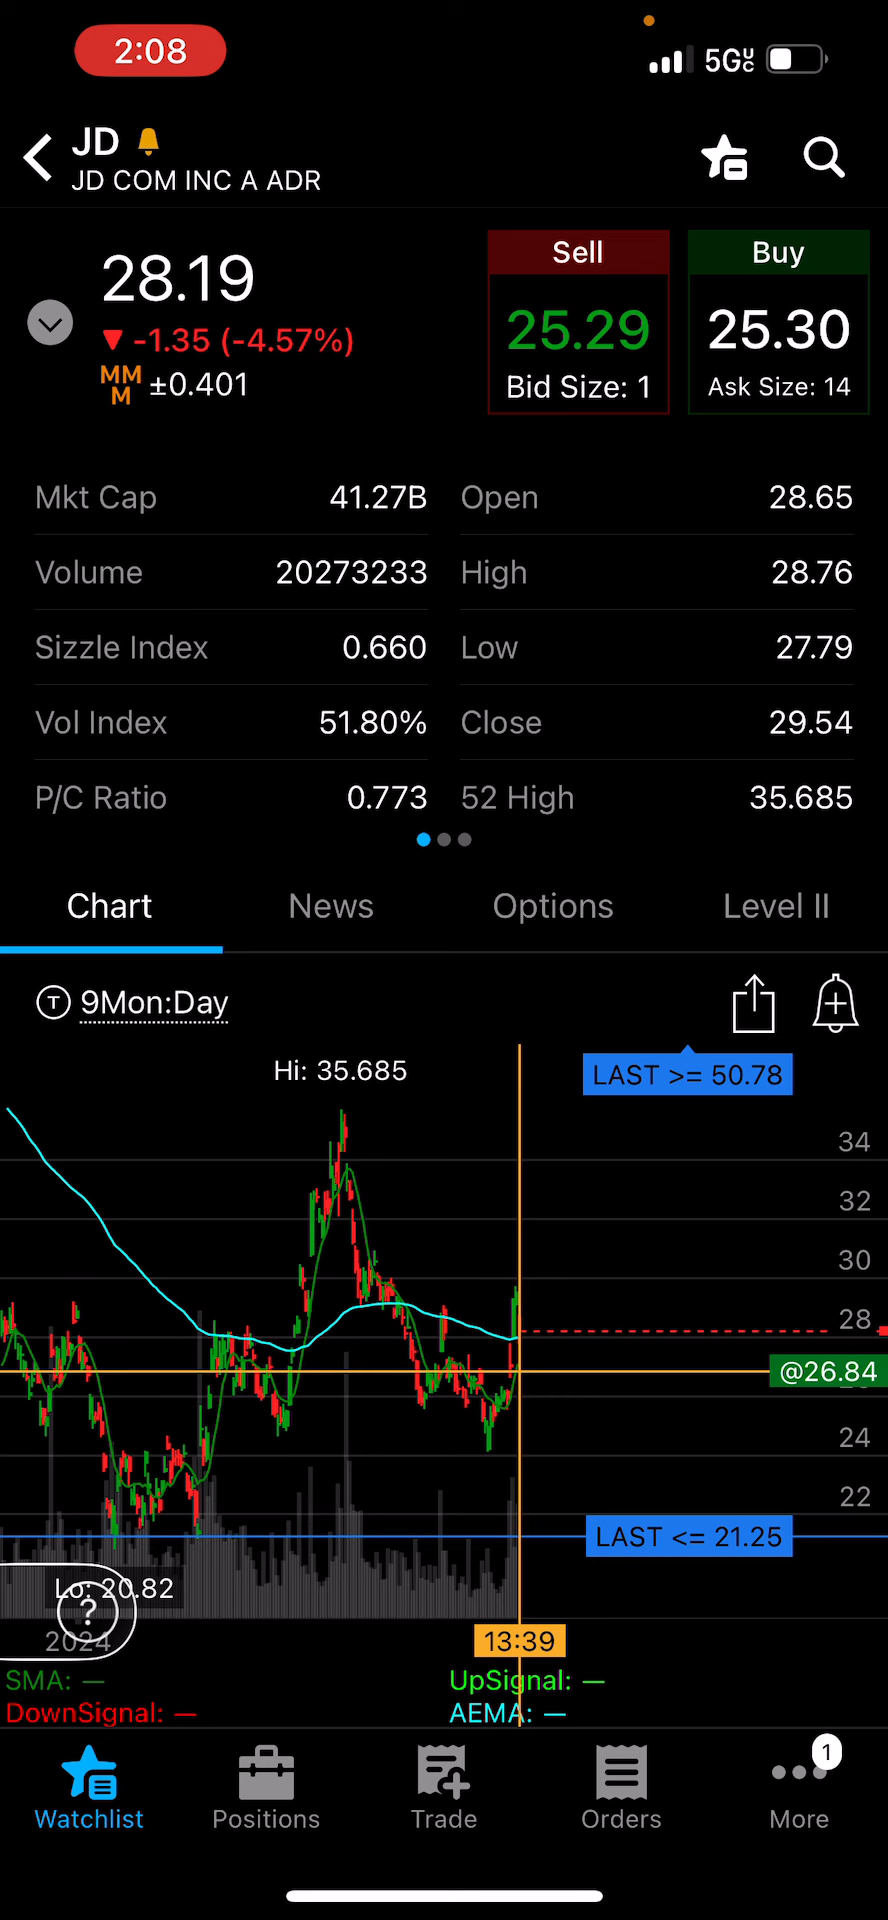 2:08
5G UC
JD
JD COM INC A ADR
28.19
-1.35 (-4.57%)
MM
M
±0.401
Sell
25.29
Bid Size: 1
Buy
25.30
Ask Size: 14
Mkt Cap 41.27B
Open 28.65
Volume 20273233
High 28.76
Sizzle Index 0.660
Low 27.79
Vol Index 51.80%
Close 29.54
P/C Ratio 0.773
52 High 35.685
Chart
News
Options
Level II
T 9Mon:Day
Hi: 35.685
LAST >= 50.78
34
32
30
28
@26.84
24
22
LAST <= 21.25
Lo: 20.82
?
2024
13:39
SMA: —
UpSignal: —
DownSignal: —
AEMA: —
1
Watchlist
Positions
Trade
Orders
More